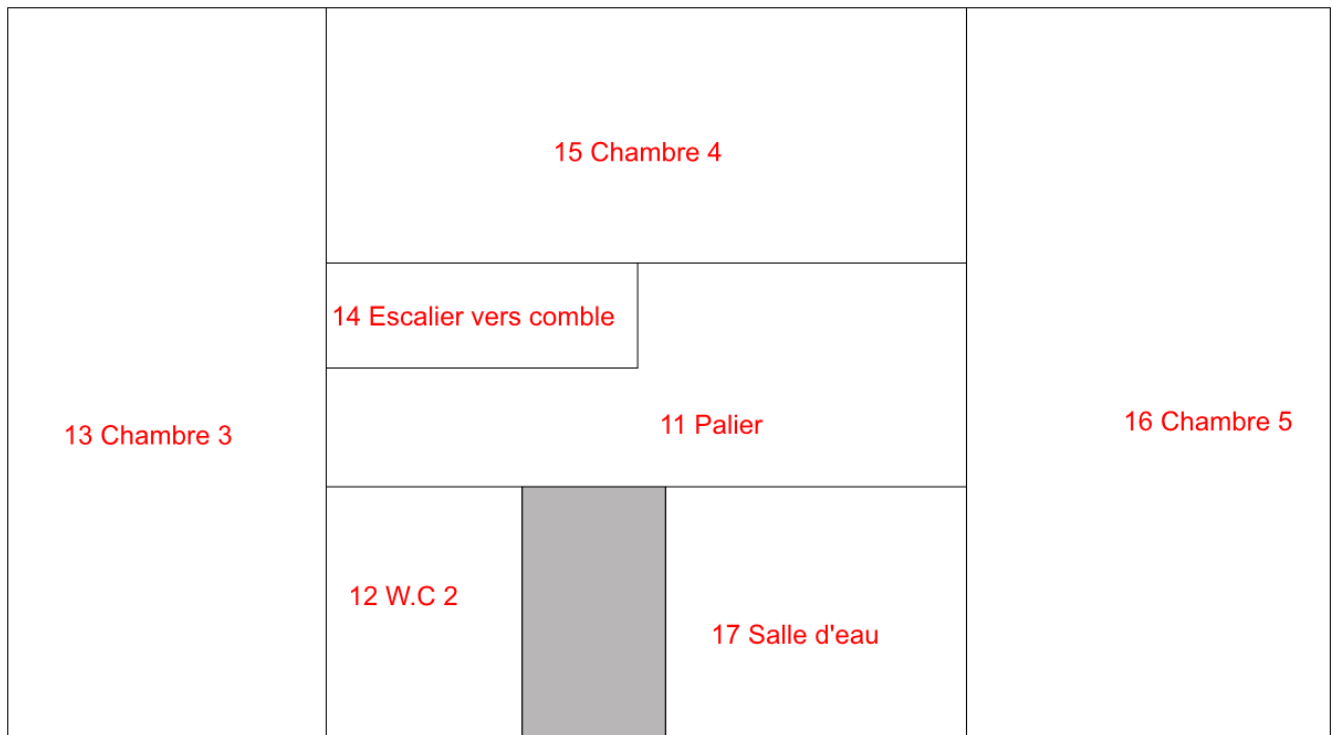 15 Chambre 4
14 Escalier vers comble
13 Chambre 3
11 Palier
16 Chambre 5
12 W.C 2
17 Salle d'eau